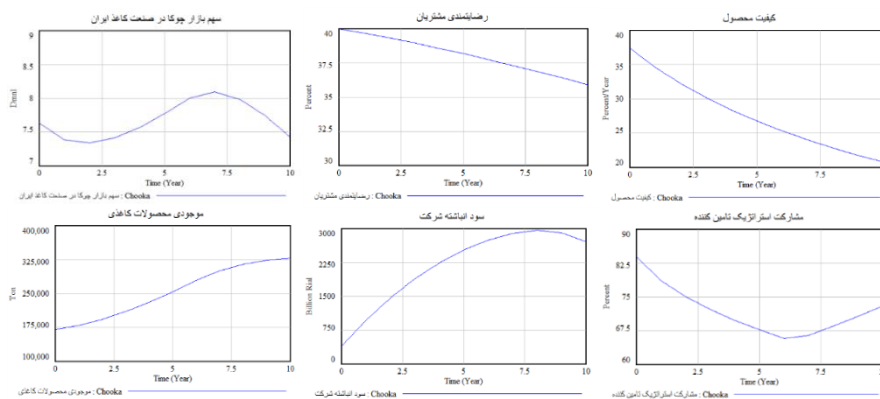 سهم بازار چوکا در صنعت کاغذ ایران
9
8
7.5
7
Dmnl
0 2.5 5 7.5 10
Time (Year)
سهم بازار چوکا در صنعت کاغذ ایران : Chooka
رضایتمندی مشتریان
40
37.5
35
32.5
30
Percent
0 2.5 5 7.5 10
Time (Year)
رضایتمندی مشتریان : Chooka
کیفیت محصول
40
35
30
25
20
Percent/Year
0 2.5 5 7.5
Time (Year)
کیفیت محصول : Chooka
موجودی محصولات کاغذی
400,000
325,000
250,000
175,000
100,000
Ton
0 2.5 5 7.5 10
Time (Year)
موجودی محصولات کاغذی : Chooka
سود انباشته شرکت
3000
2250
1500
750
0
Billion Rial
0 2.5 5 7.5 10
Time (Year)
سود انباشته شرکت : Chooka
مشارکت استراتژیک تامین کننده
90
82.5
75
67.5
60
Percent
0 2.5 5 7.5
Time (Year)
مشارکت استراتژیک تامین کننده : Chooka